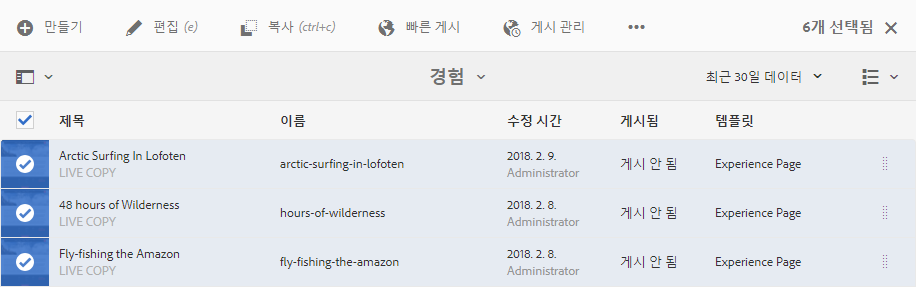 만들기 편집 (e) 복사 (ctrl+c) 빠른 게시 게시 관리 6개 선택됨
경험 최근 30일 데이터
제목 이름 수정 시간 게시됨 템플릿
Arctic Surfing In Lofoten arctic-surfing-in-lofoten 2018. 2. 9. 게시 안 됨 Experience Page
LIVE COPY Administrator
48 hours of Wilderness hours-of-wilderness 2018. 2. 8. 게시 안 됨 Experience Page
LIVE COPY Administrator
Fly-fishing the Amazon fly-fishing-the-amazon 2018. 2. 8. 게시 안 됨 Experience Page
LIVE COPY Administrator